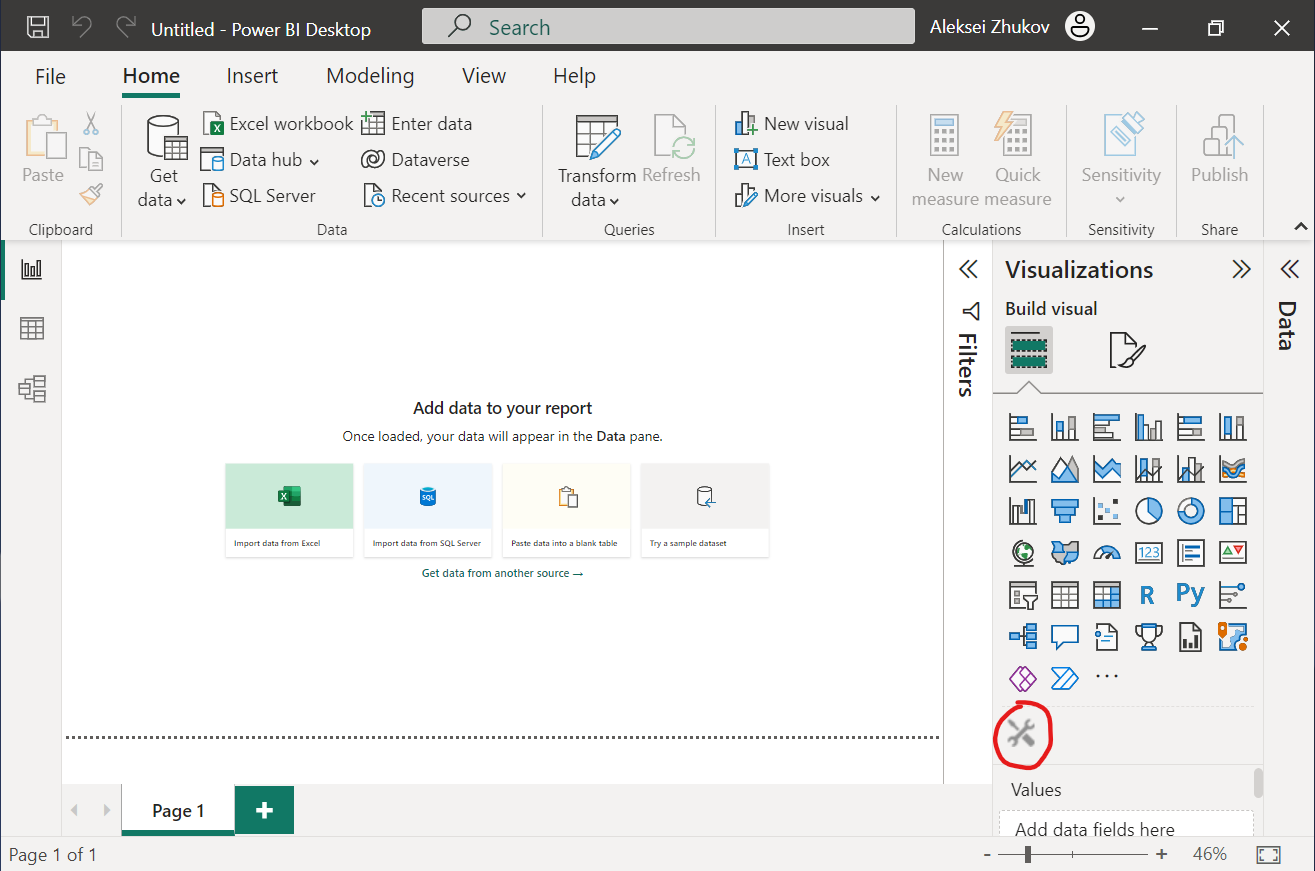 Untitled - Power BI Desktop
Search
Aleksei Zhukov
File Home Insert Modeling View Help
Paste
Clipboard
Get
data
Excel workbook
Data hub
SQL Server
Enter data
Dataverse
Recent sources
Data
Transform
data
Refresh
Queries
New visual
Text box
More visuals
Insert
New
measure
Quick
measure
Calculations
Sensitivity
Sensitivity
Publish
Share
Add data to your report
Once loaded, your data will appear in the Data pane.
X
Import data from Excel
SQL
Import data from SQL Server
Paste data into a blank table
Try a sample dataset
Get data from another source →
Filters
Visualizations
Build visual
123
R
Py
...
Values
Add data fields here
Data
Page 1
+
Page 1 of 1
- + 46%